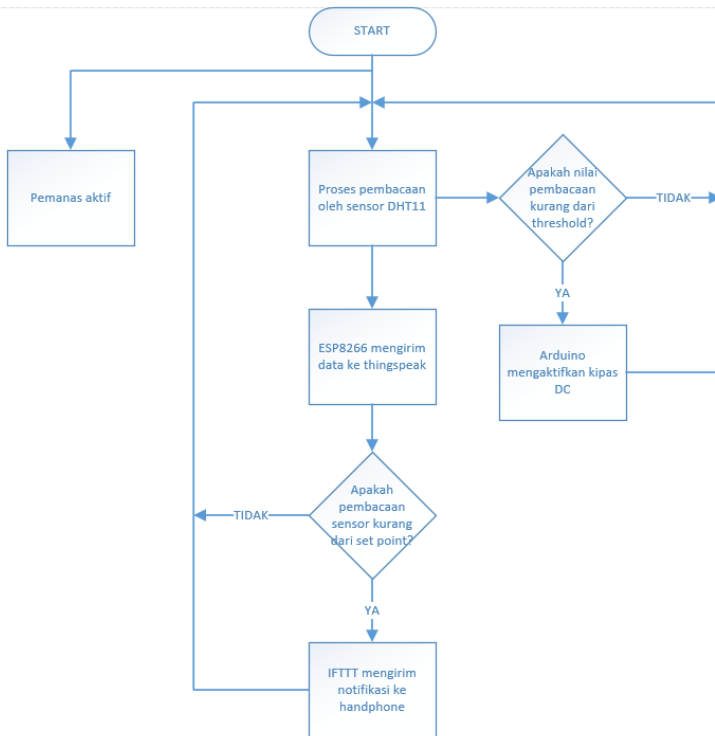 START
Pemanas aktif
Proses pembacaan
oleh sensor DHT11
Apakah nilai
pembacaan
kurang dari
threshold?
TIDAK
YA
ESP8266 mengirim
data ke thingspeak
Arduino
mengaktifkan kipas
DC
Apakah
pembacaan
sensor kurang
dari set point?
TIDAK
YA
IFTTT mengirim
notifikasi ke
handphone